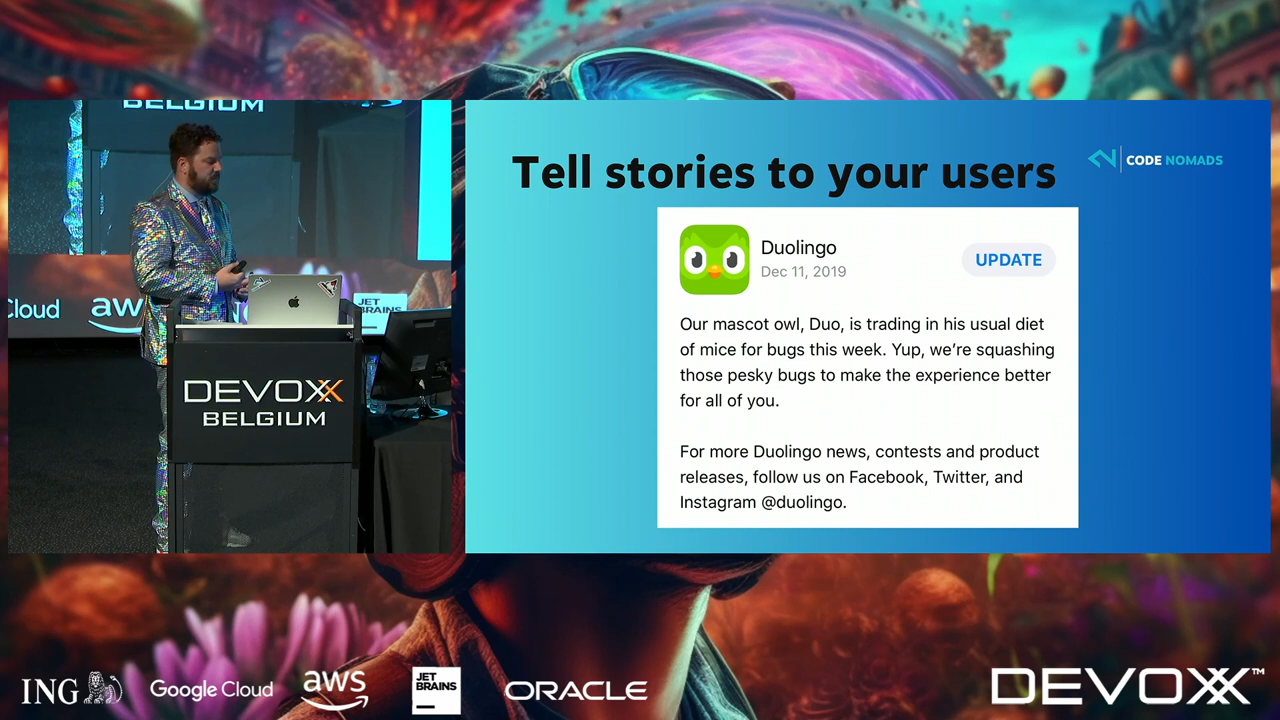 BELGIUM
Cloud
aws
JET
BRAINS
DEVOXX
BELGIUM
Tell stories to your users
CODE NOMADS
Duolingo
Dec 11, 2019
UPDATE
Our mascot owl, Duo, is trading in his usual diet
of mice for bugs this week. Yup, we’re squashing
those pesky bugs to make the experience better
for all of you.
For more Duolingo news, contests and product
releases, follow us on Facebook, Twitter, and
Instagram @duolingo.
ING
Google Cloud
aws
JET
BRAINS
ORACLE
DEVOXX™